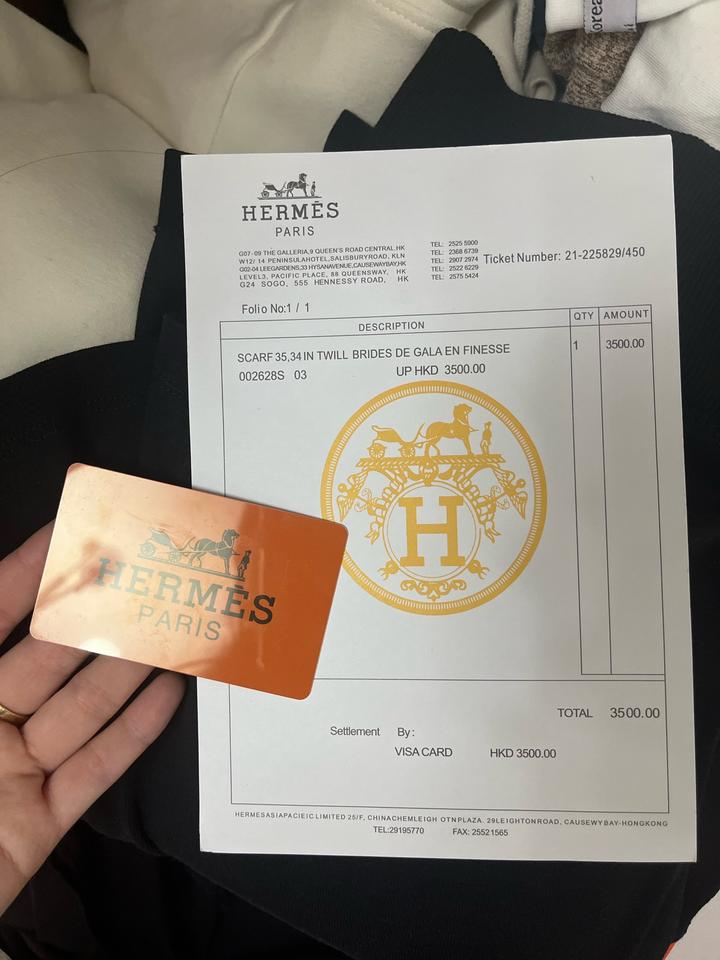 HERMÈS
PARIS
G07-09 THE GALLERIA,9 QUEEN'S ROAD CENTRAL.HK
W12/ 14 PENINSULAHOTEL,SALISBURYROAD, KLN
G02-04 LEEGARDENS,33 HYSANAVENUE,CAUSEWAYBAY,HK
LEVEL3, PACIFIC PLACE, 88 QUEENSWAY, HK
G24 SOGO, 555 HENNESSY ROAD, HK
TEL: 2525 5900
TEL: 2368 6739
TEL: 2907 2974
TEL: 2522 6229
TEL: 2575 5424
Ticket Number: 21-225829/450
Folio No:1 / 1
DESCRIPTION QTY AMOUNT
SCARF 35,34 IN TWILL BRIDES DE GALA EN FINESSE 1 3500.00
002628S 03 UP HKD 3500.00
H
HERMÈS
PARIS
TOTAL 3500.00
Settlement By:
VISA CARD HKD 3500.00
HERMESASIAPACIEIC LIMITED 25/F, CHINACHEMLEIGH OTNPLAZA. 29LEIGHTONROAD, CAUSEWYBAY-HONGKONG
TEL:29195770 FAX: 25521565